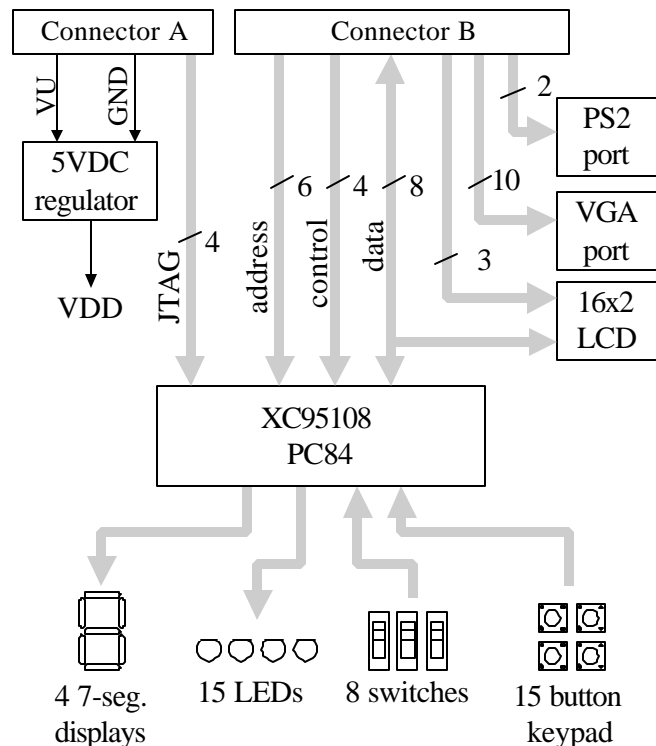 Connector A
Connector B
VU
GND
2
PS2
port
5VDC
regulator
6
4
8
10
VGA
port
JTAG
4
address
control
data
3
VDD
16x2
LCD
XC95108
PC84
4 7-seg.
displays
15 LEDs
8 switches
15 button
keypad